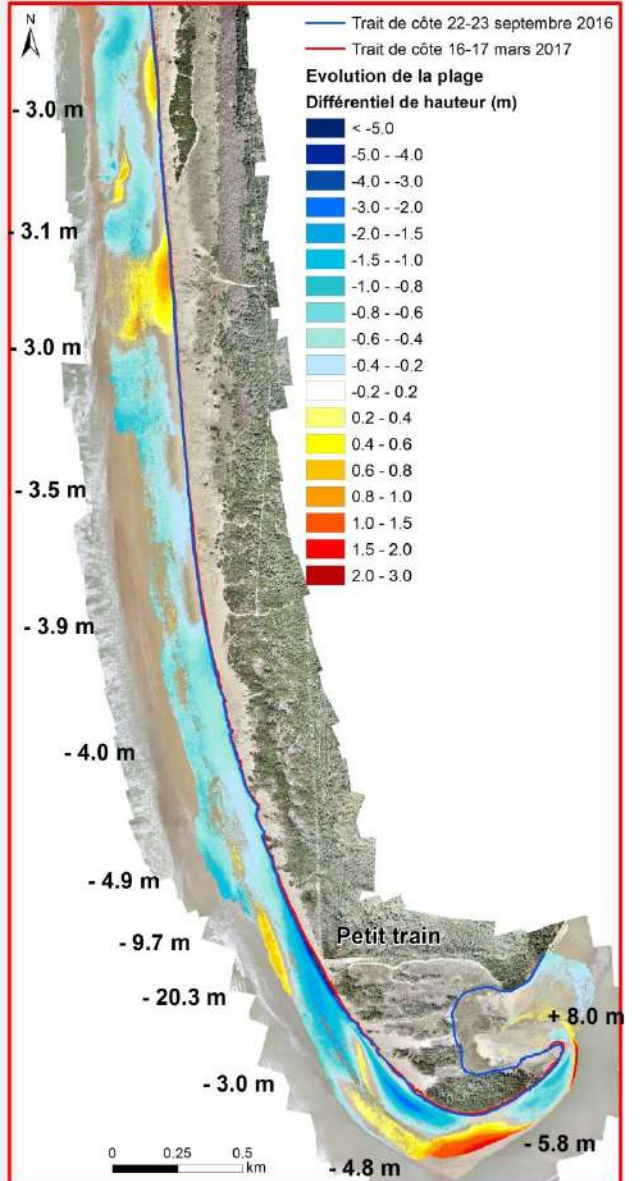 N
Trait de côte 22-23 septembre 2016
Trait de côte 16-17 mars 2017
Evolution de la plage
Différentiel de hauteur (m)
< -5.0
-5.0 - -4.0
-4.0 - -3.0
-3.0 - -2.0
-2.0 - -1.5
-1.5 - -1.0
-1.0 - -0.8
-0.8 - -0.6
-0.6 - -0.4
-0.4 - -0.2
-0.2 - 0.2
0.2 - 0.4
0.4 - 0.6
0.6 - 0.8
0.8 - 1.0
1.0 - 1.5
1.5 - 2.0
2.0 - 3.0
- 3.0 m
- 3.1 m
- 3.0 m
- 3.5 m
- 3.9 m
- 4.0 m
- 4.9 m
- 9.7 m
- 20.3 m
- 3.0 m
- 4.8 m
- 5.8 m
+ 8.0 m
Petit train
0 0.25 0.5
km